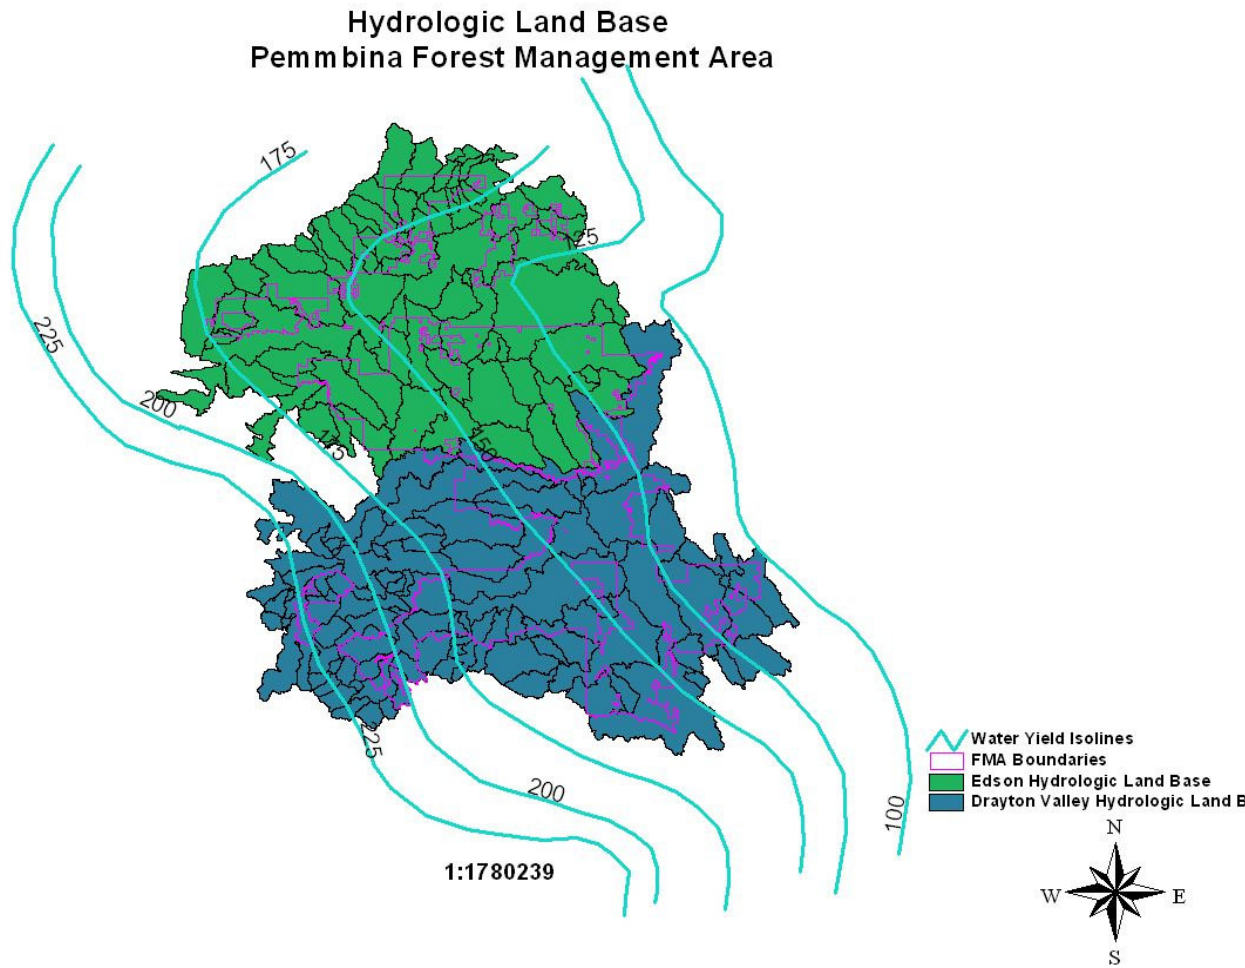 Hydrologic Land Base
Pemmbina Forest Management Area
175
125
225
200
175
150
225
200
100
1:1780239
Water Yield Isolines
FMA Boundaries
Edson Hydrologic Land Base
Drayton Valley Hydrologic Land B
N
W
E
S